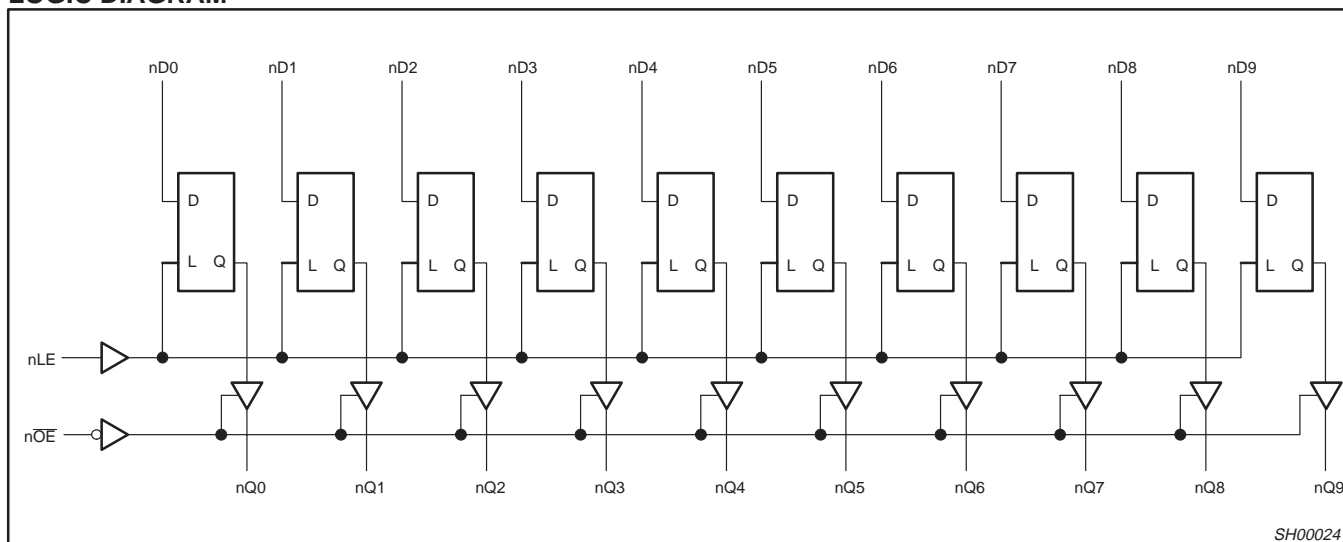 LOGIC DIAGRAM
nD0 nD1 nD2 nD3 nD4 nD5 nD6 nD7 nD8 nD9
D D D D D D D D D D
L Q L Q L Q L Q L Q L Q L Q L Q L Q L Q
nLE
nO̅E̅
nQ0 nQ1 nQ2 nQ3 nQ4 nQ5 nQ6 nQ7 nQ8 nQ9
SH00024